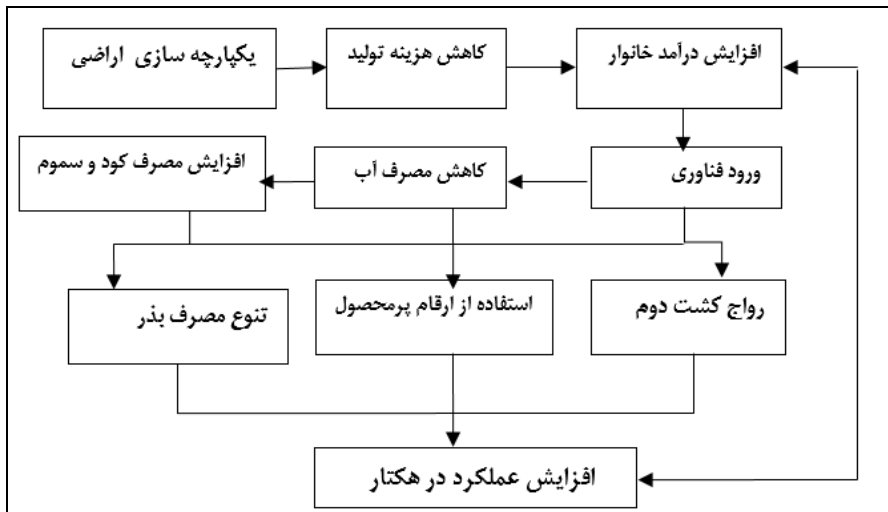 یکپارچه سازی اراضی
کاهش هزینه تولید
افزایش درآمد خانوار
ورود فناوری
کاهش مصرف آب
افزایش مصرف کود و سموم
تنوع مصرف بذر
استفاده از ارقام پرمحصول
رواج کشت دوم
افزایش عملکرد در هکتار